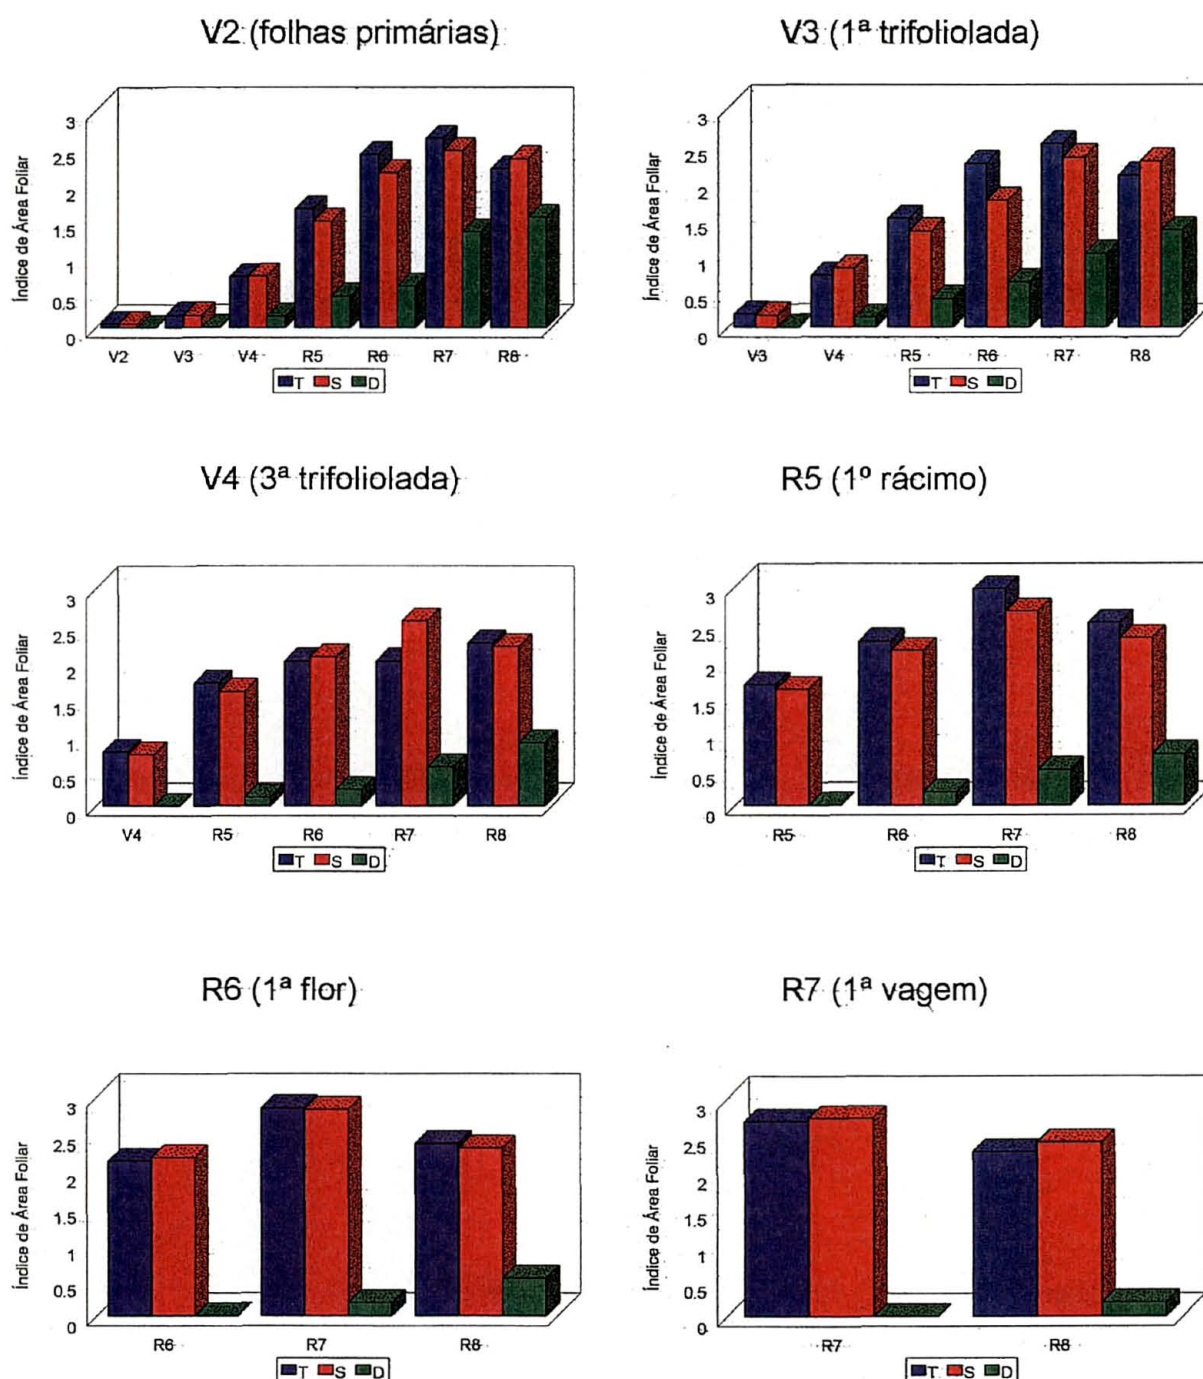 V2 (folhas primárias)
Índice de Área Foliar
3
2.5
2
1.5
1
0.5
0
V2 V3 V4 R5 R6 R7 R8
T S D
V3 (1ª trifoliolada)
Índice de Área Foliar
3
2.5
2
1.5
1
0.5
0
V3 V4 R5 R6 R7 R8
T S D
V4 (3ª trifoliolada)
Índice de Área Foliar
3
2.5
2
1.5
1
0.5
0
V4 R5 R6 R7 R8
T S D
R5 (1º rácimo)
Índice de Área Foliar
3
2.5
2
1.5
1
0.5
0
R5 R6 R7 R8
T S D
R6 (1ª flor)
Índice de Área Foliar
3
2.5
2
1.5
1
0.5
0
R6 R7 R8
T S D
R7 (1ª vagem)
Índice de Área Foliar
3
2.5
2
1.5
1
0.5
0
R7 R8
T S D